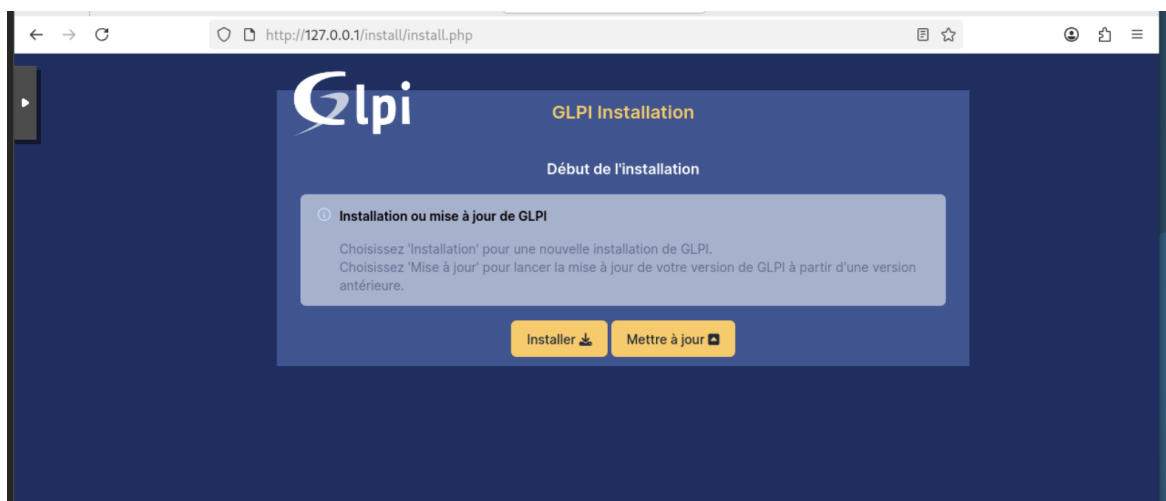 http://127.0.0.1/install/install.php
Glpi
GLPI Installation
Début de l'installation
Installation ou mise à jour de GLPI
Choisissez 'Installation' pour une nouvelle installation de GLPI.
Choisissez 'Mise à jour' pour lancer la mise à jour de votre version de GLPI à partir d'une version
antérieure.
Installer
Mettre à jour